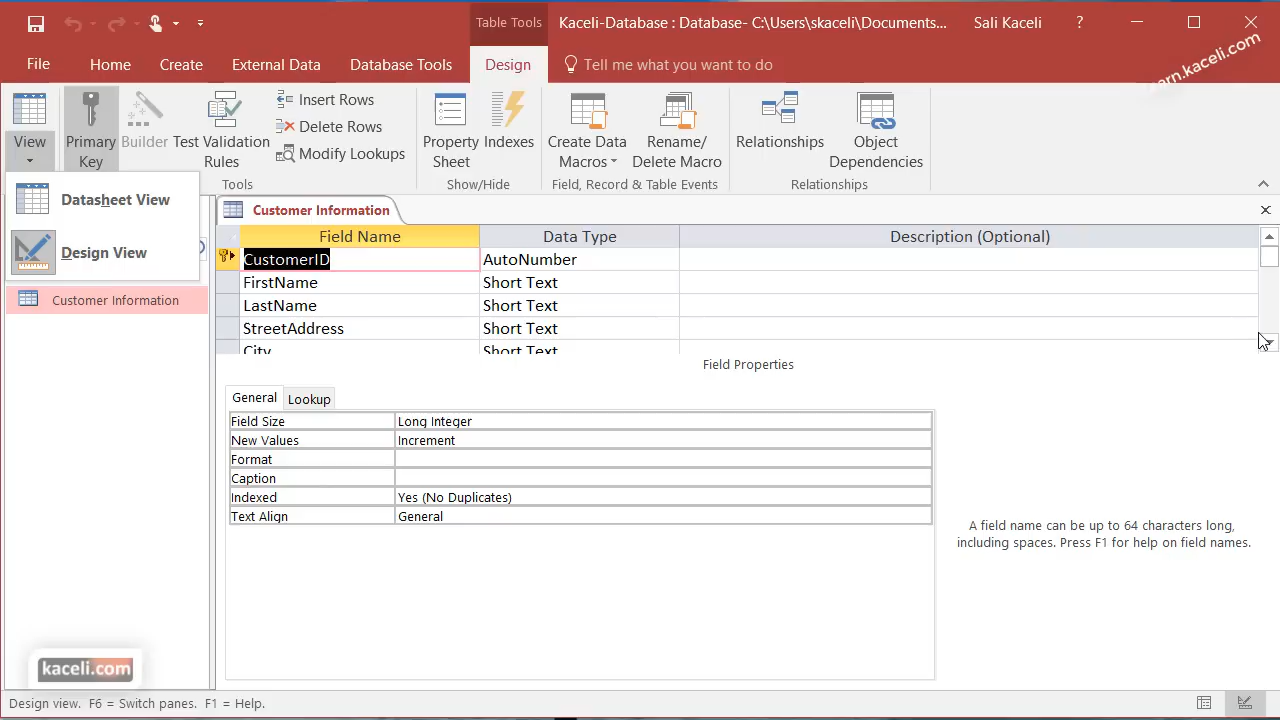 Table Tools
Kaceli-Database : Database- C:\Users\skaceli\Documents...
Sali Kaceli
?
File
Home
Create
External Data
Database Tools
Design
Tell me what you want to do
earn.kaceli.com
View
Primary
Key
Builder
Test Validation
Rules
Insert Rows
Delete Rows
Modify Lookups
Property
Sheet
Indexes
Create Data
Macros
Rename/
Delete Macro
Relationships
Object
Dependencies
Tools
Show/Hide
Field, Record & Table Events
Relationships
Datasheet View
Design View
Customer Information
Customer Information
Field Name
Data Type
Description (Optional)
CustomerID
AutoNumber
FirstName
Short Text
LastName
Short Text
StreetAddress
Short Text
City
Short Text
Field Properties
General
Lookup
Field Size
Long Integer
New Values
Increment
Format
Caption
Indexed
Yes (No Duplicates)
Text Align
General
A field name can be up to 64 characters long,
including spaces. Press F1 for help on field names.
kaceli.com
Design view. F6 = Switch panes. F1 = Help.